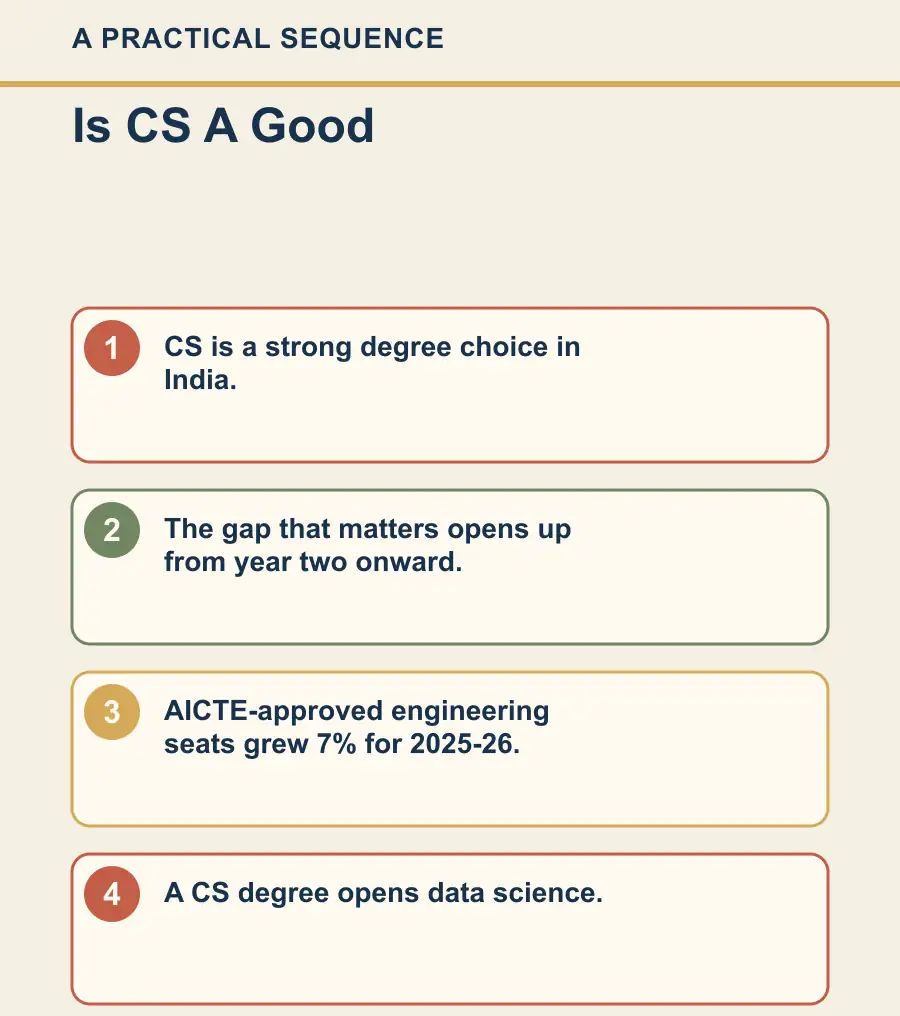 A PRACTICAL SEQUENCE
Is CS A Good
1
CS is a strong degree choice in
India.
2
The gap that matters opens up
from year two onward.
3
AICTE-approved engineering
seats grew 7% for 2025-26.
4
A CS degree opens data science.